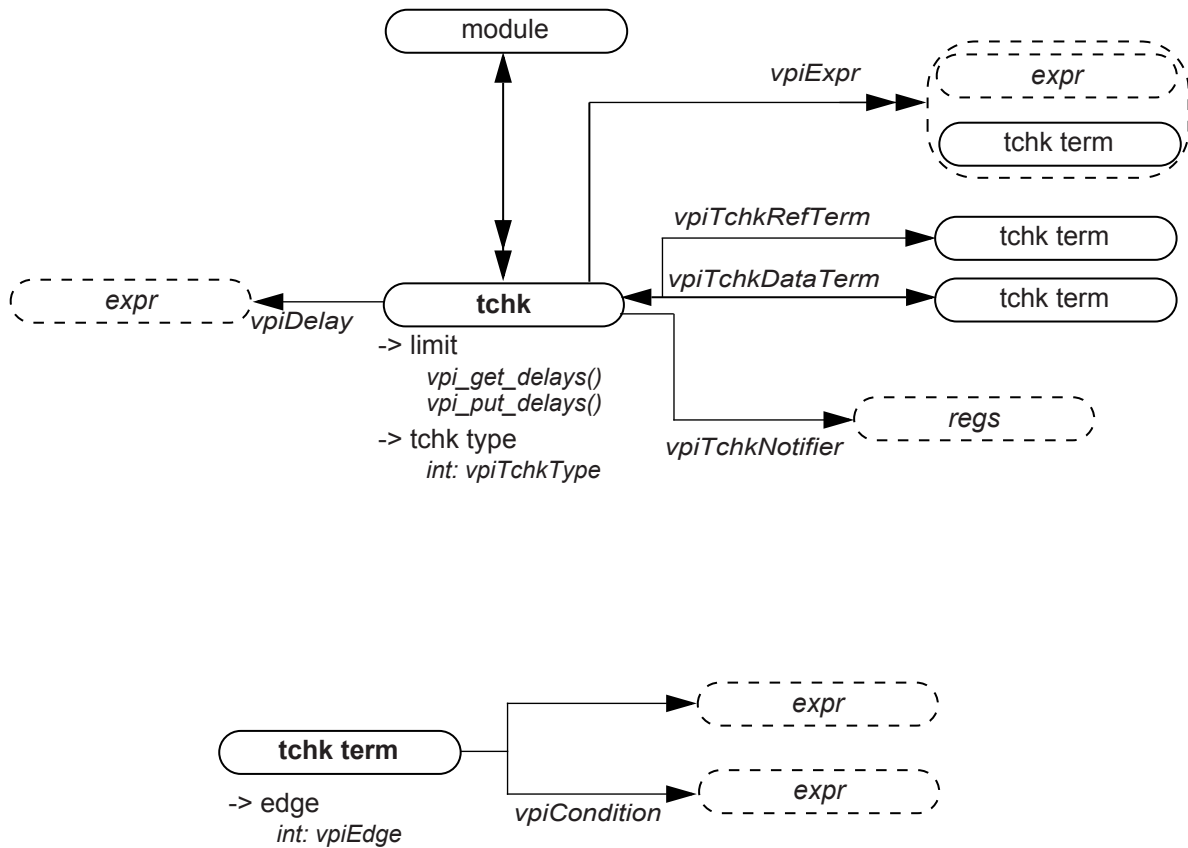 module
vpiExpr
expr
tchk term
vpiTchkRefTerm
tchk term
vpiTchkDataTerm
tchk term
expr
vpiDelay
tchk
-> limit
vpi_get_delays()
vpi_put_delays()
-> tchk type
int: vpiTchkType
vpiTchkNotifier
regs
expr
tchk term
-> edge
int: vpiEdge
vpiCondition
expr